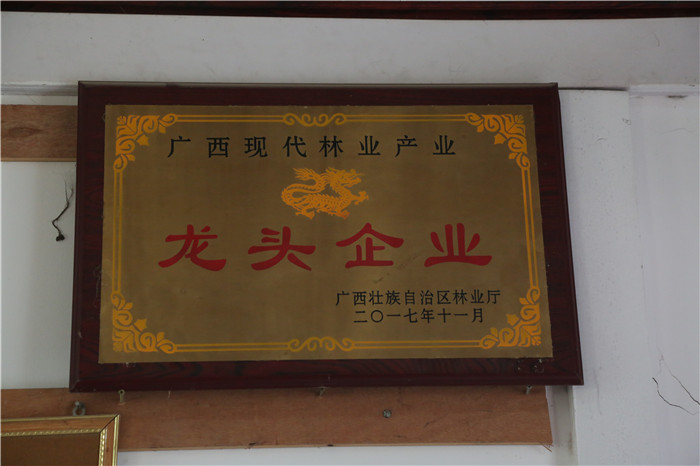 广西现代林业产业
龙头企业
广西壮族自治区林业厅
二〇一七年十一月